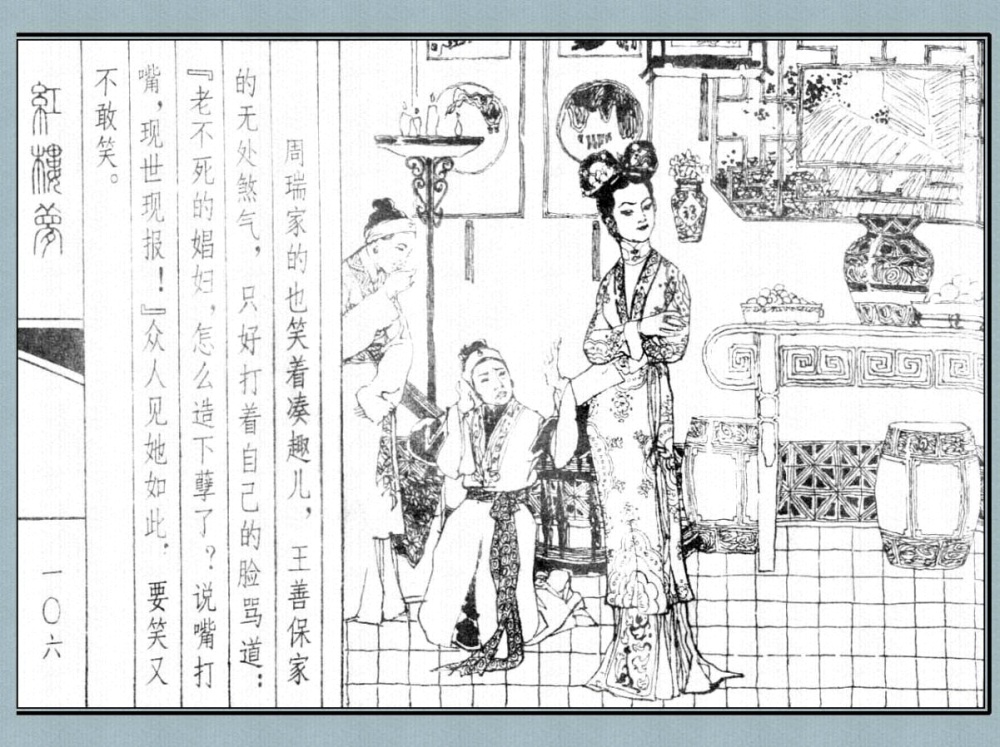 周瑞家的也笑着凑趣儿，王善保家
的无处煞气，只好打着自己的脸骂道：
『老不死的娼妇，怎么造下孽了？说嘴打
嘴，现世现报！』众人见她如此，要笑又
不敢笑。
红楼梦
一〇六